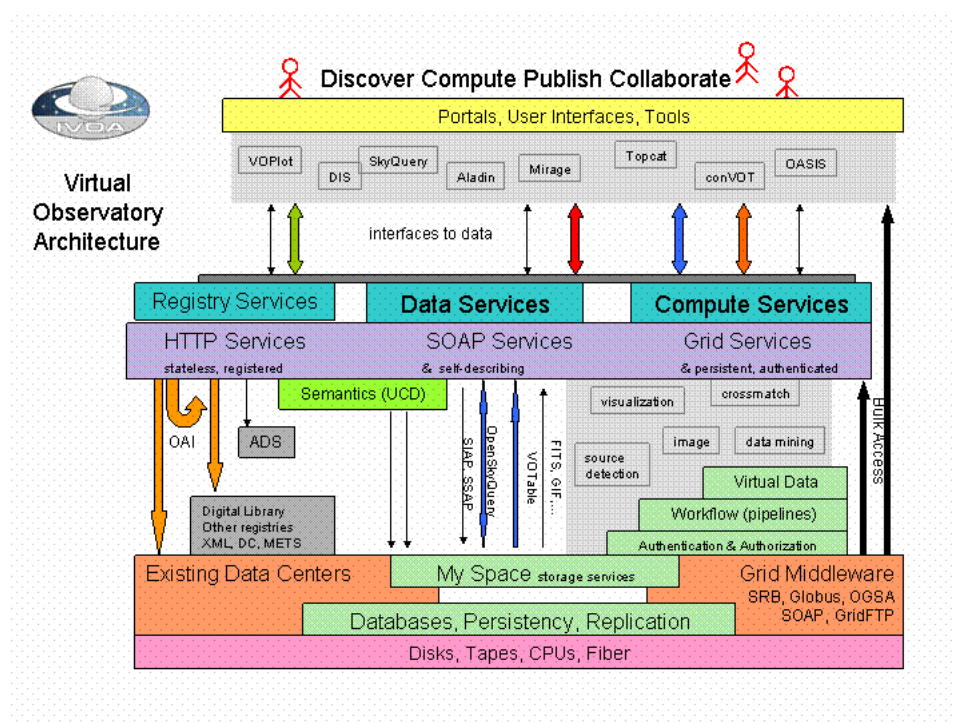 Discover Compute Publish Collaborate
IVOA
Virtual
Observatory
Architecture
Portals, User Interfaces, Tools
VOPlot
DIS
SkyQuery
Aladin
Mirage
Topcat
conVOT
OASIS
interfaces to data
Registry Services
Data Services
Compute Services
HTTP Services
stateless, registered
SOAP Services
& self-describing
Grid Services
& persistent, authenticated
Semantics (UCD)
OAI
ADS
SIAP, SSAP
OpenSkyQuery
VOTable
FITS, GIF,....
visualization
crossmatch
image
data mining
source
detection
Bulk Access
Digital Library
Other registries
XML, DC, METS
Virtual Data
Workflow (pipelines)
Authentication & Authorization
Existing Data Centers
My Space storage services
Grid Middleware
SRB, Globus, OGSA
SOAP, GridFTP
Databases, Persistency, Replication
Disks, Tapes, CPUs, Fiber